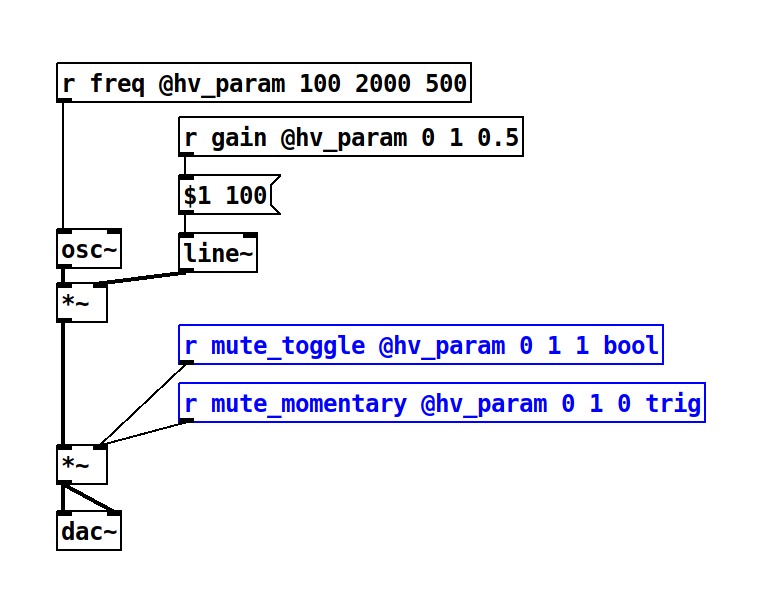 r freq @hv_param 100 2000 500
r gain @hv_param 0 1 0.5
$1 100
osc~
line~
*~
r mute_toggle @hv_param 0 1 1 bool
r mute_momentary @hv_param 0 1 0 trig
*~
dac~